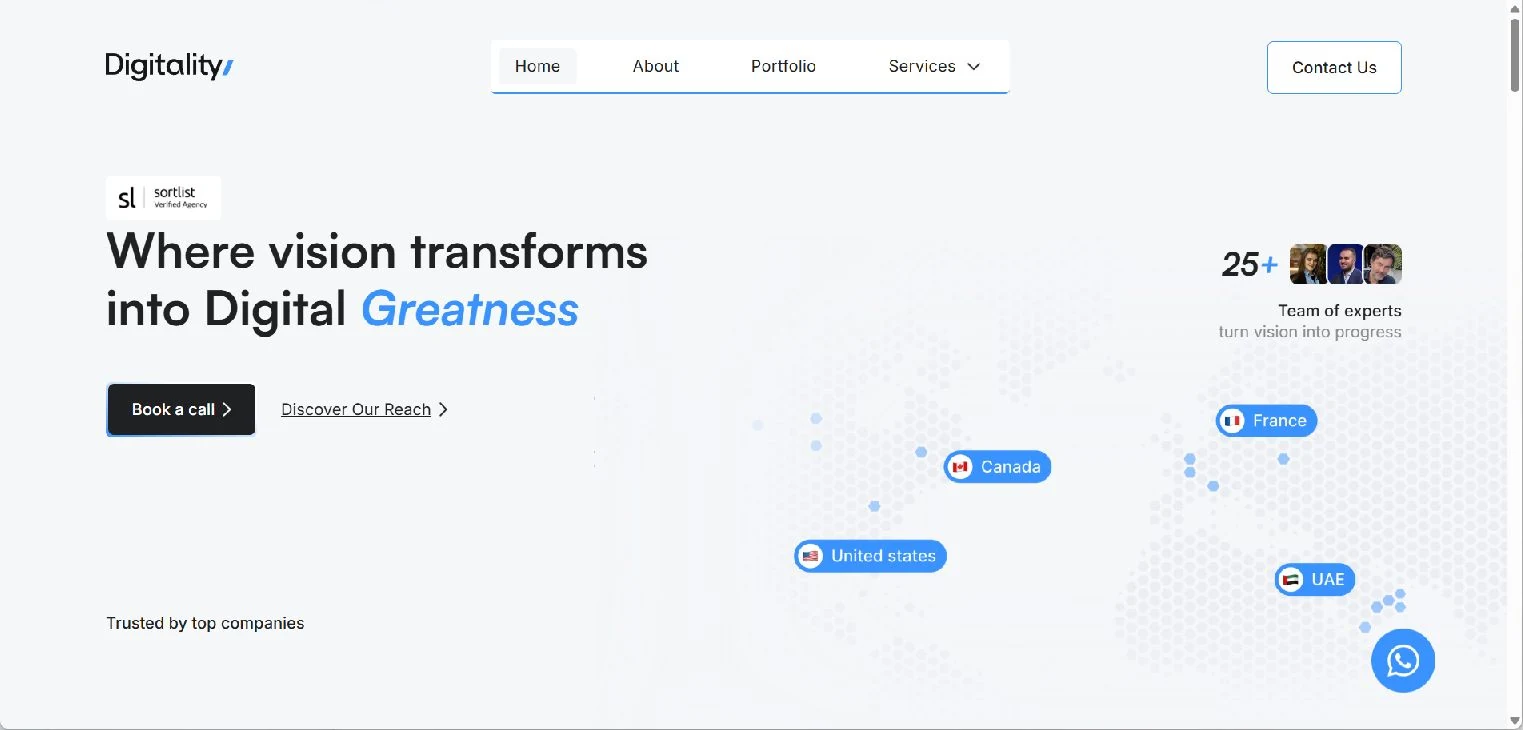 Digitality
Home
About
Portfolio
Services
Contact Us
sl
sortlist
Verified Agency
Where vision transforms
into Digital Greatness
25+
Team of experts
turn vision into progress
Book a call
Discover Our Reach
France
Canada
United states
UAE
Trusted by top companies